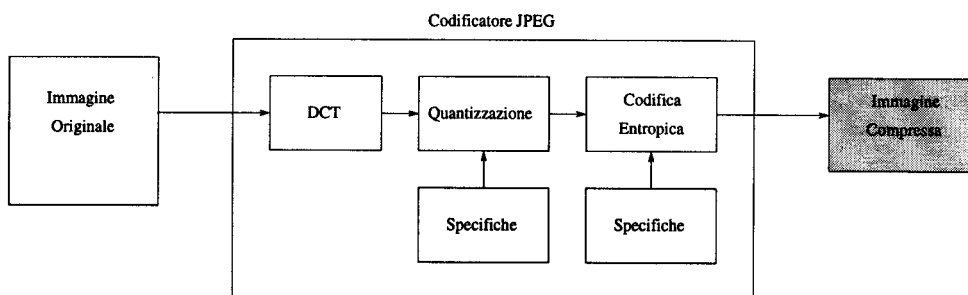 Codificatore JPEG
Immagine
Originale
DCT
Quantizzazione
Codifica
Entropica
Immagine
Compressa
Specifiche
Specifiche